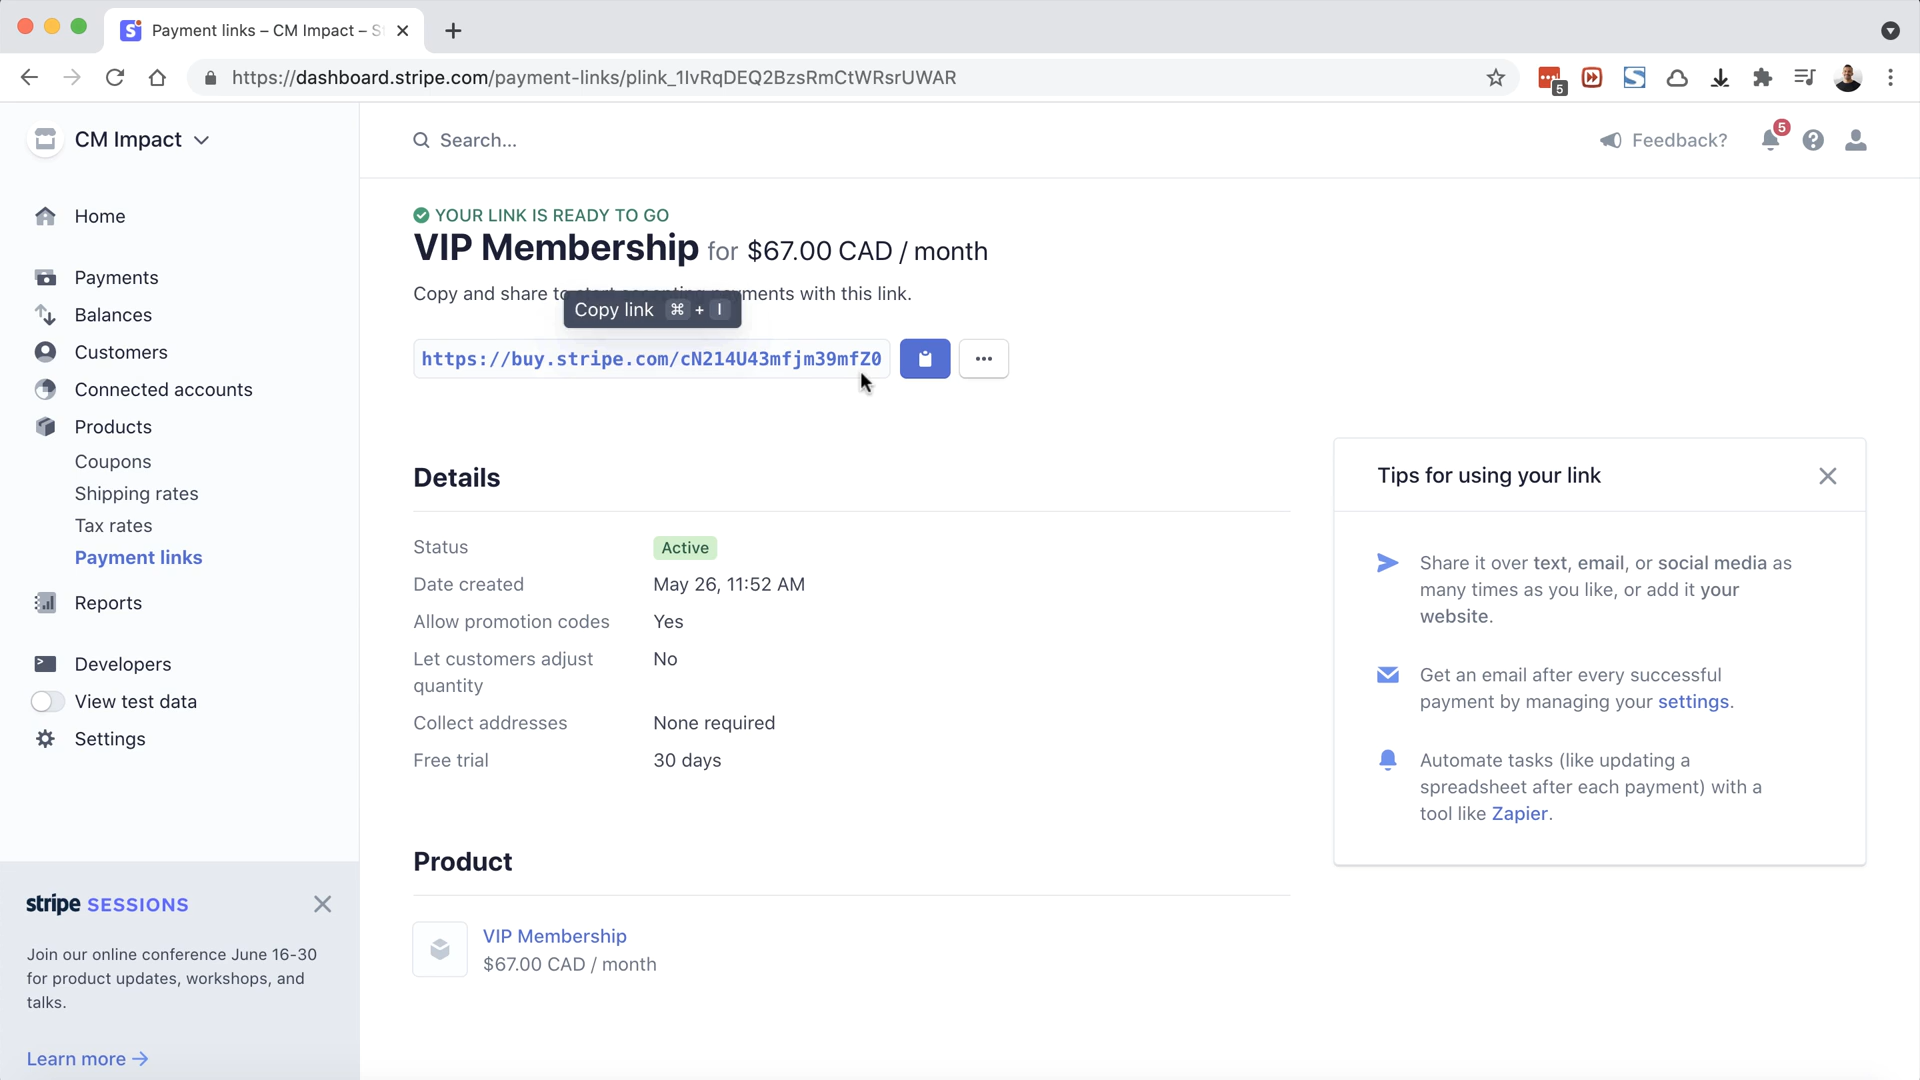 Payment links – CM Impact – S
https://dashboard.stripe.com/payment-links/plink_1IvRqDEQ2BzsRmCtWRsrUWAR
5
CM Impact
Search...
Feedback?
5
Home
Payments
Balances
Customers
Connected accounts
Products
Coupons
Shipping rates
Tax rates
Payment links
Reports
Developers
View test data
Settings
stripe SESSIONS
Join our online conference June 16-30
for product updates, workshops, and
talks.
Learn more →
YOUR LINK IS READY TO GO
VIP Membership for $67.00 CAD / month
Copy and share to start accepting payments with this link.
Copy link ⌘ + I
https://buy.stripe.com/cN214U43mfjm39mfZ0
Details
Status Active
Date created May 26, 11:52 AM
Allow promotion codes Yes
Let customers adjust No
quantity
Collect addresses None required
Free trial 30 days
Product
VIP Membership
$67.00 CAD / month
Tips for using your link
Share it over text, email, or social media as
many times as you like, or add it your
website.
Get an email after every successful
payment by managing your settings.
Automate tasks (like updating a
spreadsheet after each payment) with a
tool like Zapier.